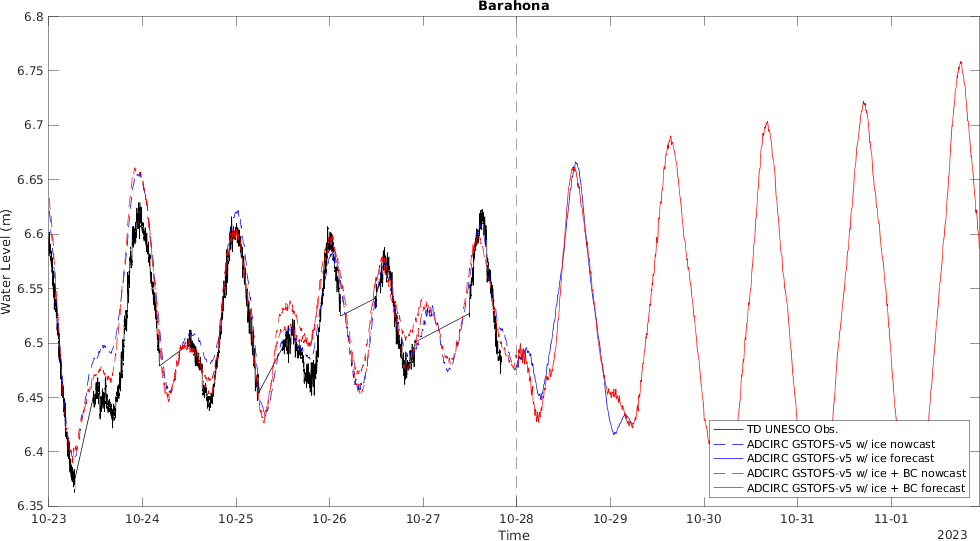 Barahona
6.8
6.75
6.7
6.65
6.6
6.55
6.5
6.45
6.4
6.35
Water Level (m)
10-23 10-24 10-25 10-26 10-27 10-28 10-29 10-30 10-31 11-01
Time
2023
TD UNESCO Obs.
ADCIRC GSTOFS-v5 w/ ice nowcast
ADCIRC GSTOFS-v5 w/ ice forecast
ADCIRC GSTOFS-v5 w/ ice + BC nowcast
ADCIRC GSTOFS-v5 w/ ice + BC forecast